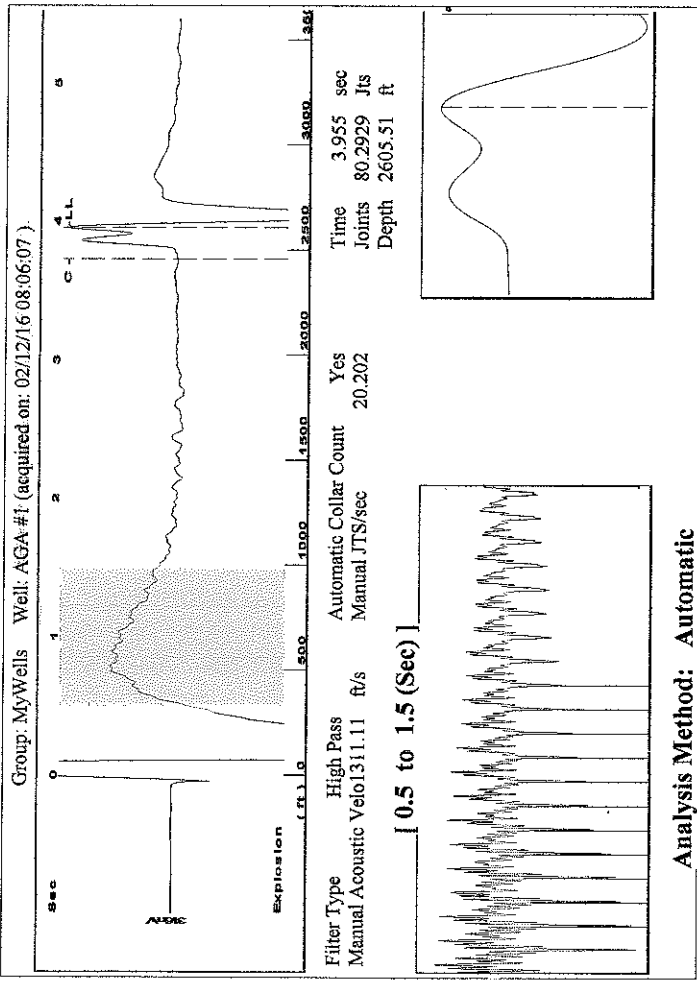 Group: MyWells Well: AGA #1 (acquired on: 02/12/16 08:06:07 )
Sec 0 1 2 3 4 5
C LL
Explosion
( ft ) 0 500 1000 1500 2000 2500 3000 350
Filter Type High Pass Automatic Collar Count Yes Time 3.955 sec
Manual Acoustic Velo1311.11 ft/s Manual JTS/sec 20.202 Joints 80.2929 Jts
Depth 2605.51 ft
[ 0.5 to 1.5 (Sec) ]
Analysis Method: Automatic